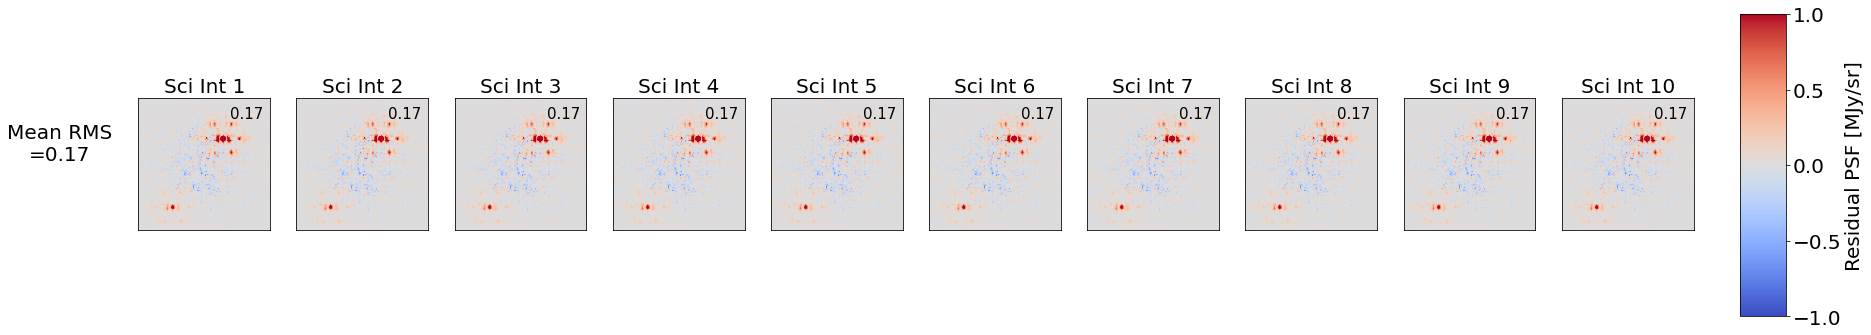 Sci Int 1 Sci Int 2 Sci Int 3 Sci Int 4 Sci Int 5 Sci Int 6 Sci Int 7 Sci Int 8 Sci Int 9 Sci Int 10
0.17 0.17 0.17 0.17 0.17 0.17 0.17 0.17 0.17 0.17
Mean RMS
=0.17
1.0
0.5
0.0
−0.5
−1.0
Residual PSF [MJy/sr]